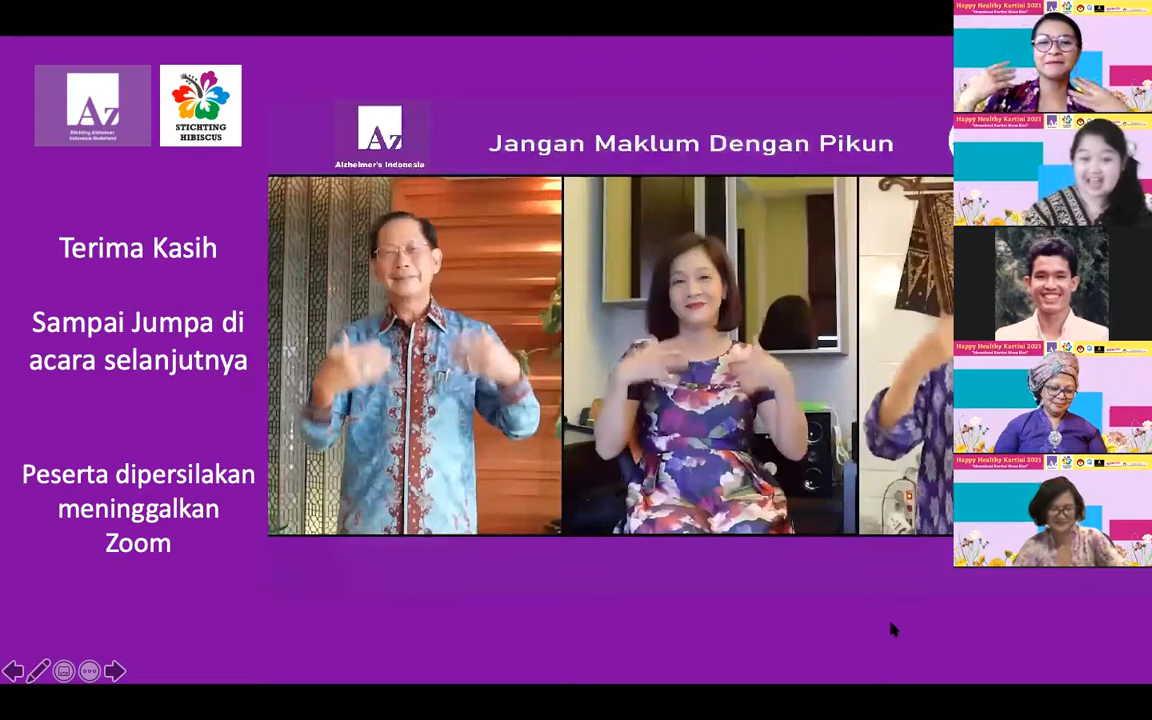 Az
Stichting Alzheimer
Indonesia Nederland
STICHTING
HIBISCUS
Az
Alzheimer's Indonesia
Jangan Maklum Dengan Pikun
Terima Kasih
Sampai Jumpa di
acara selanjutnya
Peserta dipersilakan
meninggalkan
Zoom
Happy Healthy Kartini 2021
Happy Healthy Kartini 2021
Happy Healthy Kartini 2021
Happy Healthy Kartini 2021